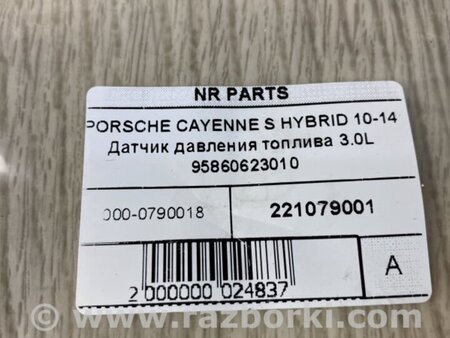 NR PARTS
PORSCHE CAYENNE S HYBRID 10-14
Датчик давления топлива 3.0L
95860623010
000-0790018 221079001
2 000000 024837
A
www.razborki.com